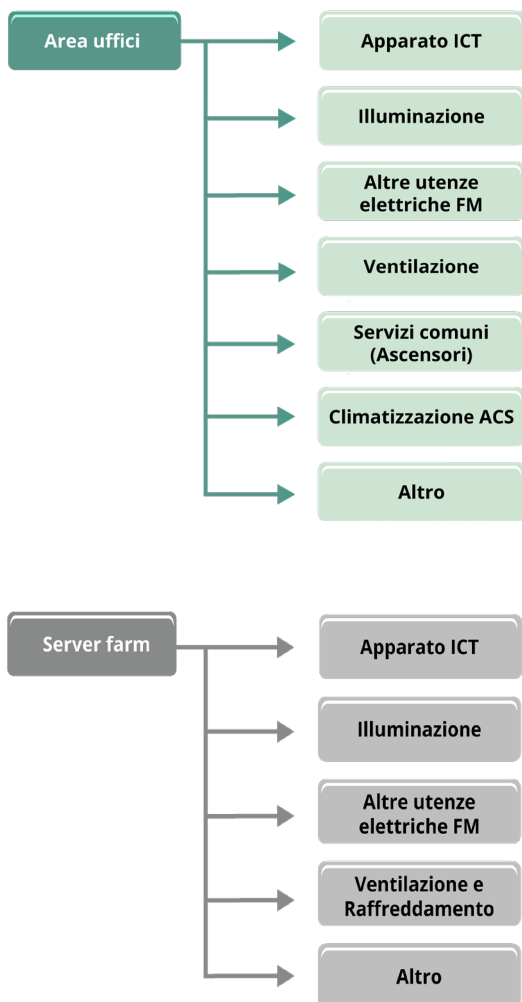 Area uffici
Apparato ICT
Illuminazione
Altre utenze
elettriche FM
Ventilazione
Servizi comuni
(Ascensori)
Climatizzazione ACS
Altro
Server farm
Apparato ICT
Illuminazione
Altre utenze
elettriche FM
Ventilazione e
Raffreddamento
Altro